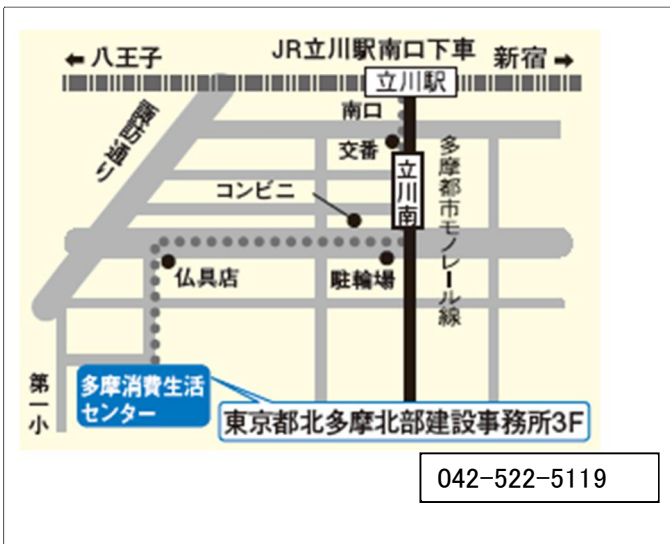 ← 八王子
JR立川駅南口下車
新宿 →
立川駅
南口
諏訪通り
交番
立川南
多摩都市モノレール線
コンビニ
仏具店
駐輪場
第一小
多摩消費生活
センター
東京都北多摩北部建設事務所3F
042-522-5119